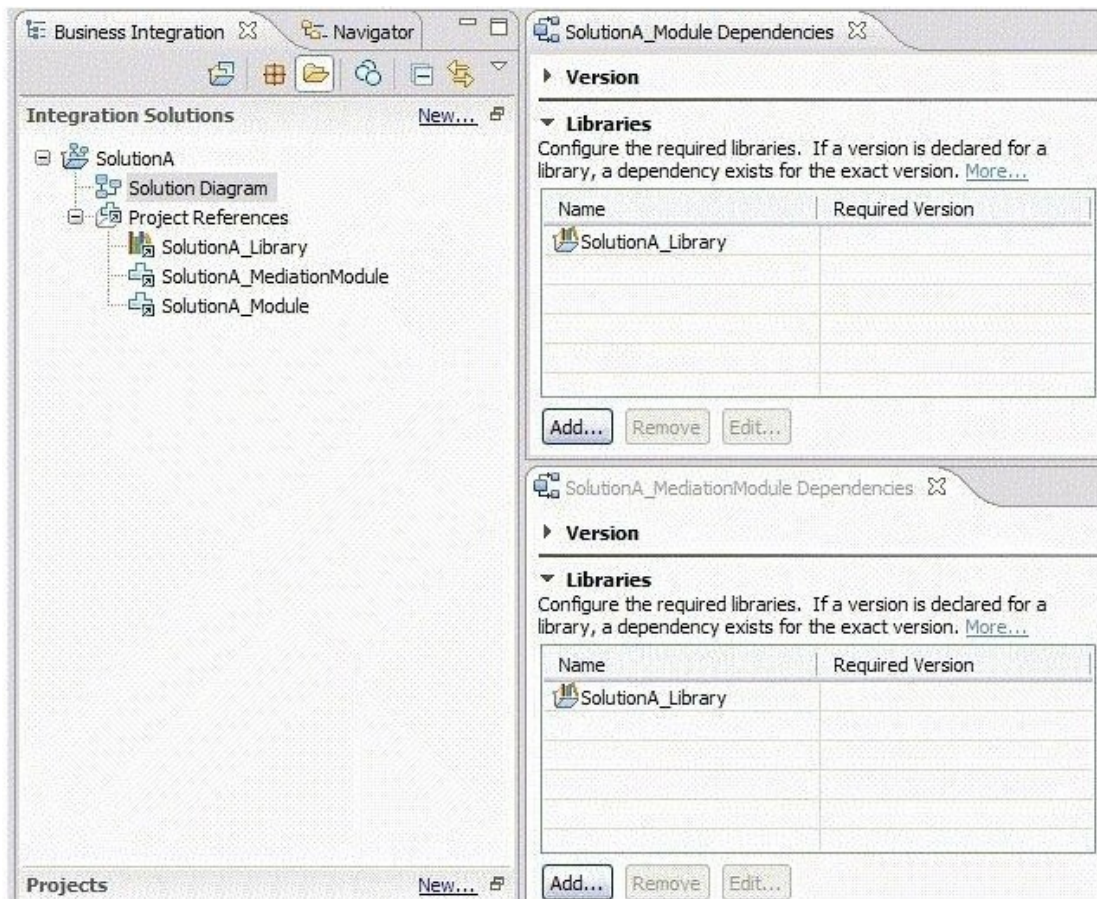 Business Integration
Navigator
Integration Solutions
New...
SolutionA
Solution Diagram
Project References
SolutionA_Library
SolutionA_MediationModule
SolutionA_Module
Projects
New...
SolutionA_Module Dependencies
Version
Libraries
Configure the required libraries. If a version is declared for a
library, a dependency exists for the exact version. More...
Name Required Version
SolutionA_Library
Add... Remove Edit...
SolutionA_MediationModule Dependencies
Version
Libraries
Configure the required libraries. If a version is declared for a
library, a dependency exists for the exact version. More...
Name Required Version
SolutionA_Library
Add... Remove Edit...